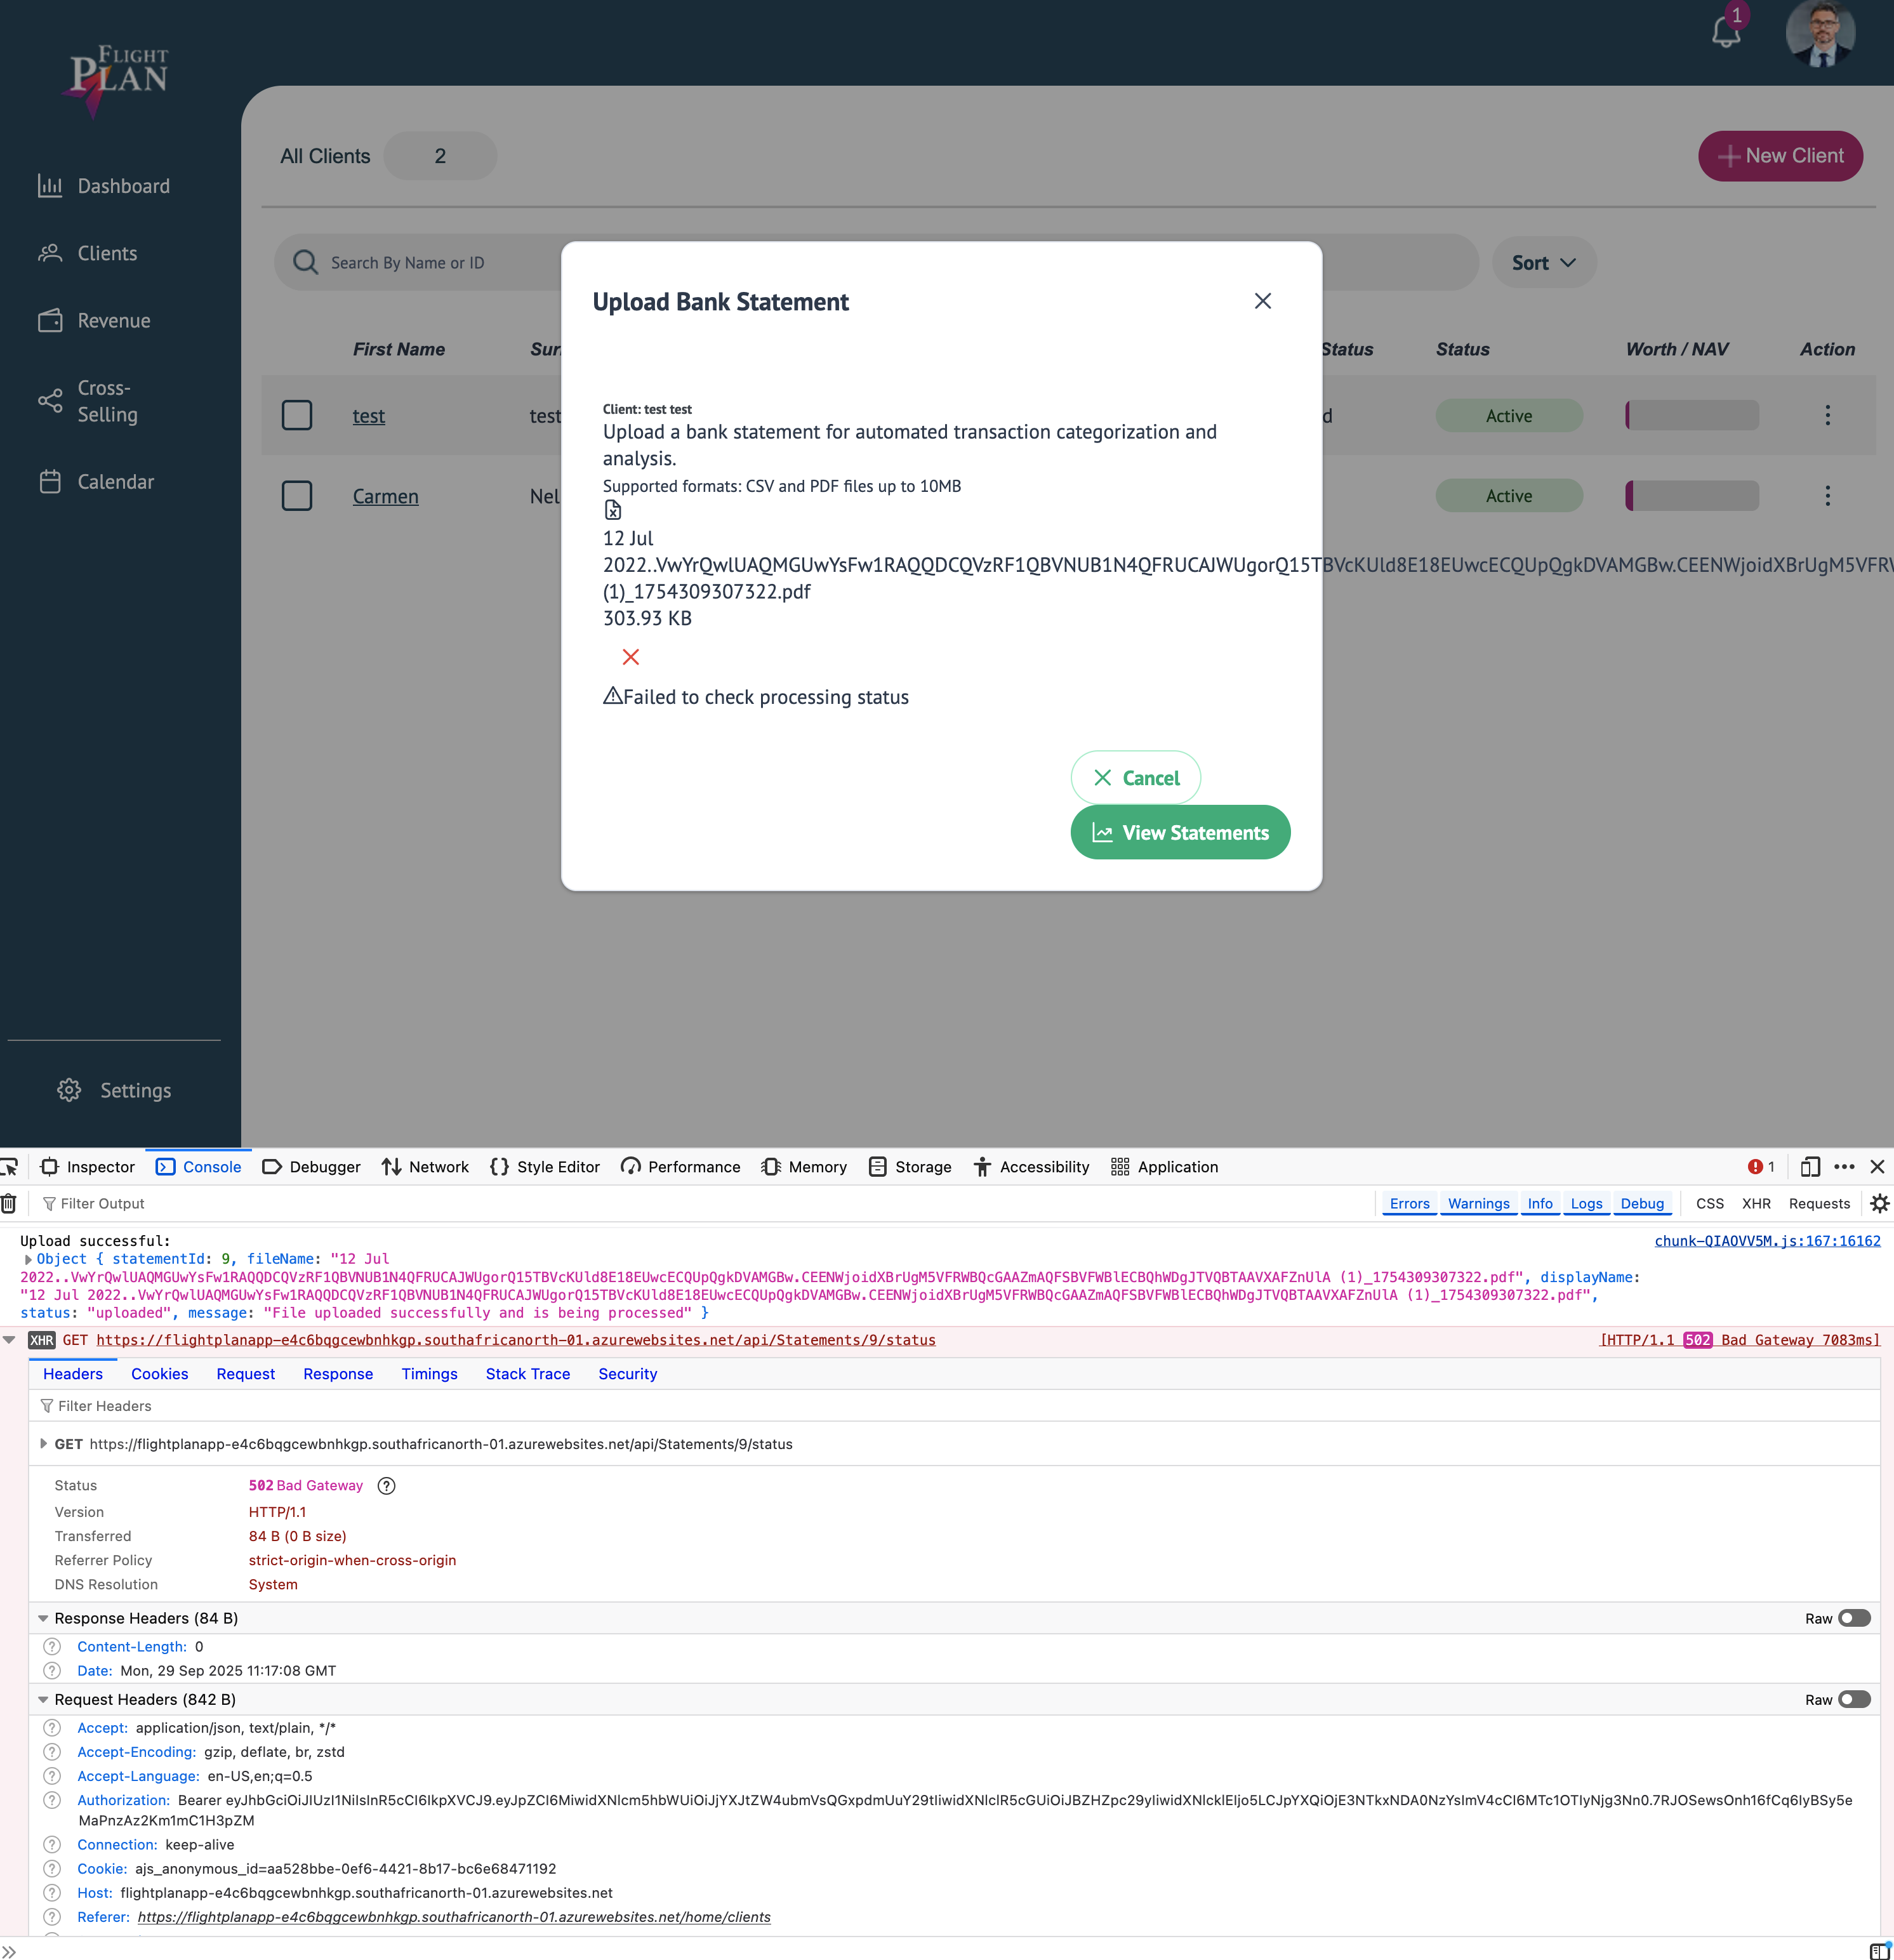 FLIGHT
PLAN
1
Dashboard
Clients
Revenue
Cross-
Selling
Calendar
Settings
All Clients 2
New Client
Search By Name or ID
Sort
First Name Sur Status Status Worth / NAV Action
test test d Active
Carmen Nel Active
Upload Bank Statement
Client: test test
Upload a bank statement for automated transaction categorization and
analysis.
Supported formats: CSV and PDF files up to 10MB
12 Jul
2022..VwYrQwlUAQMGUwYsFw1RAQQDCQVzRF1QBVNUB1N4QFRUCAJWUgorQ15TBVcKUld8E18EUwcECQUpQgkDVAMGBw.CEENWjoidXBrUgM5VFRW
(1)_1754309307322.pdf
303.93 KB
Failed to check processing status
Cancel
View Statements
Inspector Console Debugger Network Style Editor Performance Memory Storage Accessibility Application 1
Filter Output Errors Warnings Info Logs Debug CSS XHR Requests
Upload successful: chunk-QIAOVV5M.js:167:16162
Object { statementId: 9, fileName: "12 Jul
2022..VwYrQwlUAQMGUwYsFw1RAQQDCQVzRF1QBVNUB1N4QFRUCAJWUgorQ15TBVcKUld8E18EUwcECQUpQgkDVAMGBw.CEENWjoidXBrUgM5VFRWBQcGAAZmAQFSBVFWBlECBQhWDgJTVQBTAAVXAFZnUlA (1)_1754309307322.pdf", displayName:
"12 Jul 2022..VwYrQwlUAQMGUwYsFw1RAQQDCQVzRF1QBVNUB1N4QFRUCAJWUgorQ15TBVcKUld8E18EUwcECQUpQgkDVAMGBw.CEENWjoidXBrUgM5VFRWBQcGAAZmAQFSBVFWBlECBQhWDgJTVQBTAAVXAFZnUlA (1)_1754309307322.pdf",
status: "uploaded", message: "File uploaded successfully and is being processed" }
XHR GET https://flightplanapp-e4c6bqgcewbnhkgp.southafricanorth-01.azurewebsites.net/api/Statements/9/status [HTTP/1.1 502 Bad Gateway 7083ms]
Headers Cookies Request Response Timings Stack Trace Security
Filter Headers
GET https://flightplanapp-e4c6bqgcewbnhkgp.southafricanorth-01.azurewebsites.net/api/Statements/9/status
Status 502 Bad Gateway
Version HTTP/1.1
Transferred 84 B (0 B size)
Referrer Policy strict-origin-when-cross-origin
DNS Resolution System
Response Headers (84 B) Raw
Content-Length: 0
Date: Mon, 29 Sep 2025 11:17:08 GMT
Request Headers (842 B) Raw
Accept: application/json, text/plain, */*
Accept-Encoding: gzip, deflate, br, zstd
Accept-Language: en-US,en;q=0.5
Authorization: Bearer
Connection: keep-alive
Cookie: ajs_anonymous_id=aa528bbe-0ef6-4421-8b17-bc6e68471192
Host: flightplanapp-e4c6bqgcewbnhkgp.southafricanorth-01.azurewebsites.net
Referer: https://flightplanapp-e4c6bqgcewbnhkgp.southafricanorth-01.azurewebsites.net/home/clients